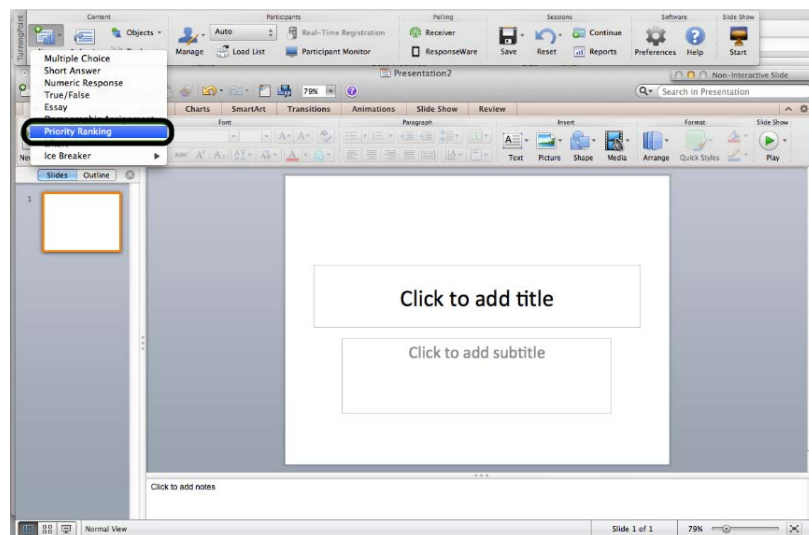 TurningPoint
Content Participants Polling Sessions Software Slide Show
Objects Auto Real-Time Registration Receiver Continue
Manage Load List Participant Monitor ResponseWare Save Reset Reports Preferences Help Start
Multiple Choice
Short Answer
Numeric Response
True/False
Essay
Priority Ranking
Ice Breaker
Presentation2
Non-Interactive Slide
79%
Search in Presentation
Charts SmartArt Transitions Animations Slide Show Review
Font Paragraph Insert Format Slide Show
Text Picture Shape Media Arrange Quick Styles Play
Slides Outline
1
Click to add title
Click to add subtitle
Click to add notes
Normal View Slide 1 of 1 79%